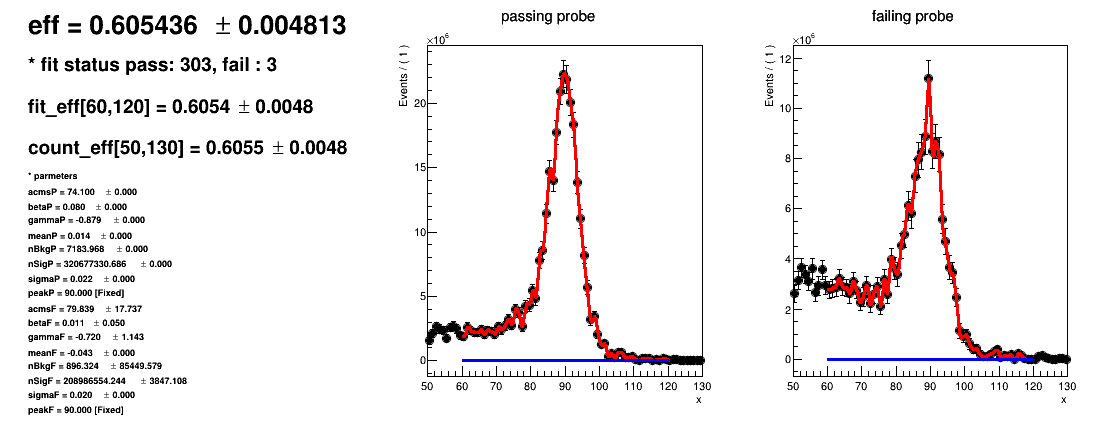 eff = 0.605436 ± 0.004813
* fit status pass: 303, fail : 3
fit_eff[60,120] = 0.6054 ± 0.0048
count_eff[50,130] = 0.6055 ± 0.0048
* parmeters
acmsP = 74.100 ± 0.000
betaP = 0.080 ± 0.000
gammaP = -0.879 ± 0.000
meanP = 0.014 ± 0.000
nBkgP = 7183.968 ± 0.000
nSigP = 320677330.686 ± 0.000
sigmaP = 0.022 ± 0.000
peakP = 90.000 [Fixed]
acmsF = 79.839 ± 17.737
betaF = 0.011 ± 0.050
gammaF = -0.720 ± 1.143
meanF = -0.043 ± 0.000
nBkgF = 896.324 ± 85449.579
nSigF = 208986554.244 ± 3847.108
sigmaF = 0.020 ± 0.000
peakF = 90.000 [Fixed]
passing probe
×10⁶
Events / ( 1 )
20
15
10
5
0
50 60 70 80 90 100 110 120 130
x
failing probe
×10⁶
Events / ( 1 )
12
10
8
6
4
2
0
50 60 70 80 90 100 110 120 130
x